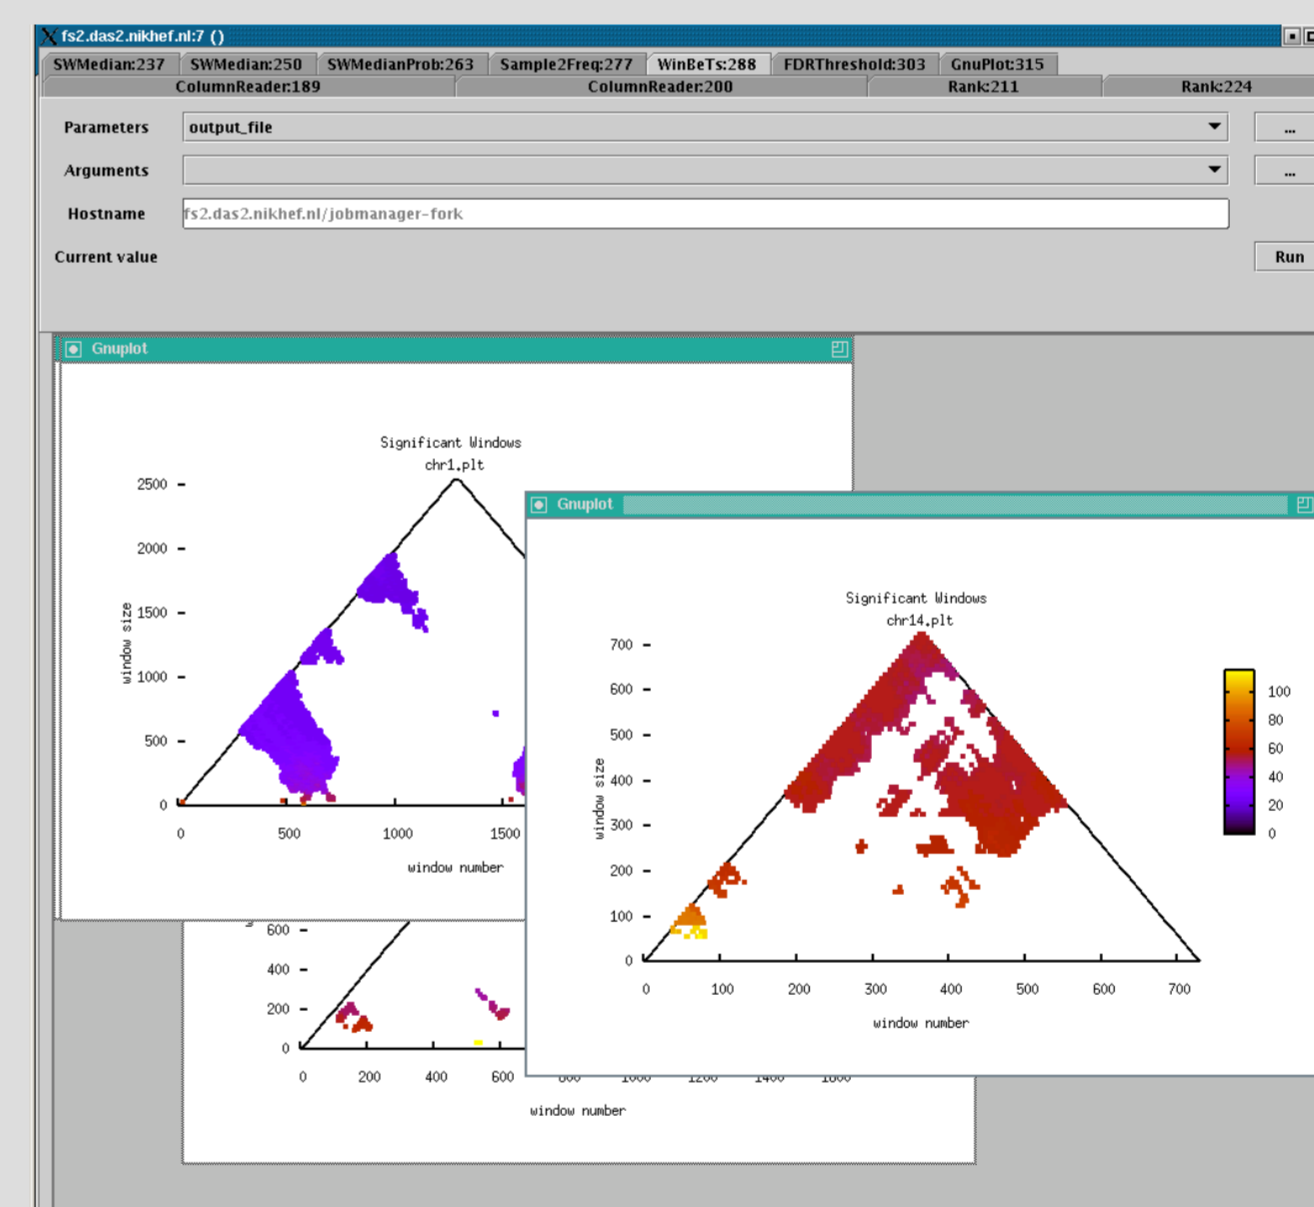 fs2.das2.nikhef.nl:7 ()
SWMedian:237 SWMedian:250 SWMedianProb:263 Sample2Freq:277 WinBeTs:288 FDRThreshold:303 GnuPlot:315
ColumnReader:189 ColumnReader:200 Rank:211 Rank:224
Parameters output_file ...
Arguments ...
Hostname fs2.das2.nikhef.nl/jobmanager-fork
Current value Run
Gnuplot
Significant Windows
chr1.plt
2500
2000
1500
1000
500
0
window size
0 500 1000 1500
window number
Gnuplot
Significant Windows
chr14.plt
700
600
500
400
300
200
100
0
window size
0 100 200 300 400 500 600 700
window number
100
80
60
40
20
0
600
400
200
0
0 200 400 600 800 1000 1200 1400 1600
window number